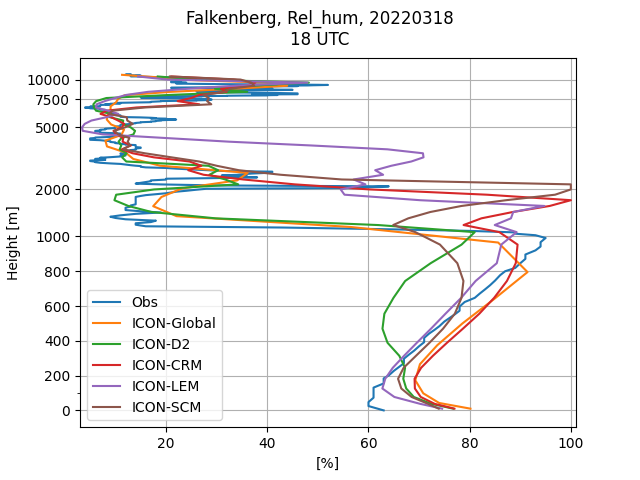 Falkenberg, Rel_hum, 20220318
18 UTC
10000
7500
5000
2000
1000
800
600
400
200
0
Height [m]
Obs
ICON-Global
ICON-D2
ICON-CRM
ICON-LEM
ICON-SCM
20 40 60 80 100
[%]